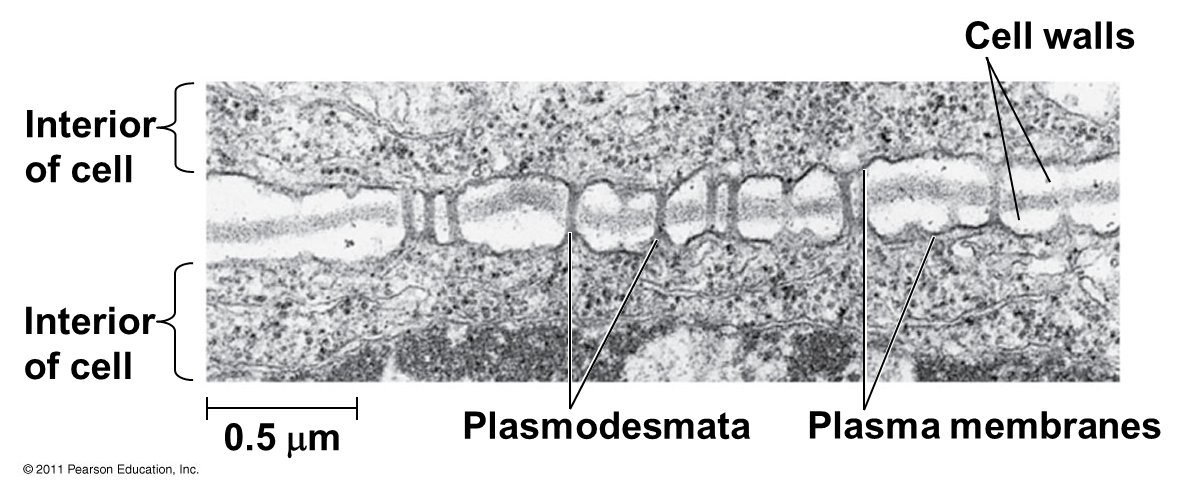 Cell walls
Interior
of cell
Interior
of cell
0.5 μm
Plasmodesmata
Plasma membranes
© 2011 Pearson Education, Inc.